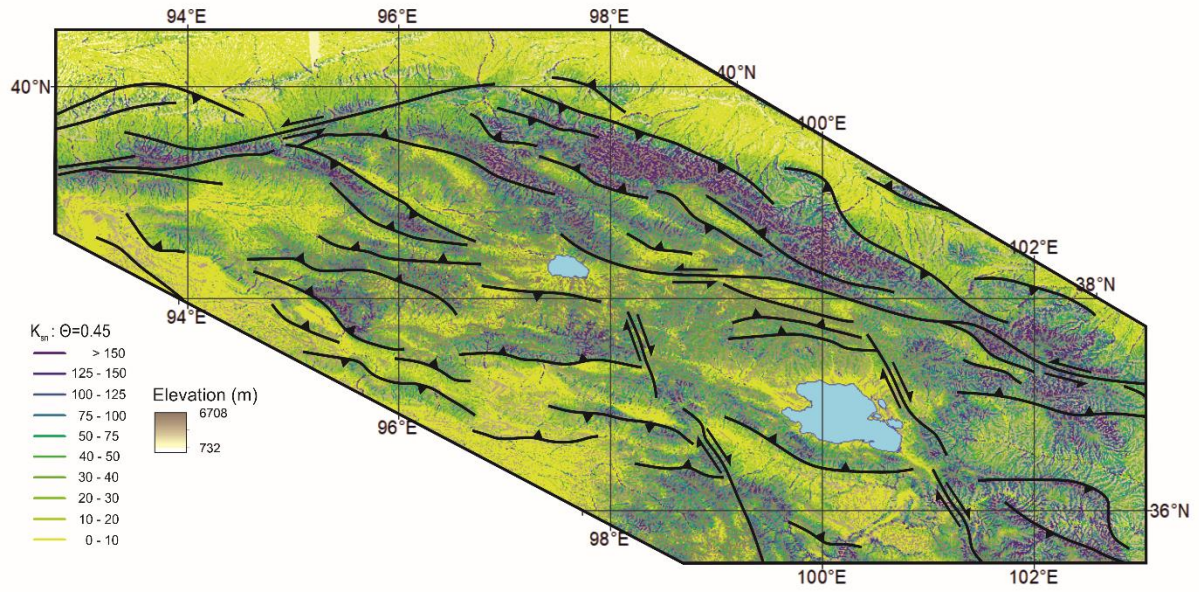 94°E 96°E 98°E
40°N
40°N
100°E
102°E
38°N
94°E
K sn : Θ=0.45
> 150
125 - 150
100 - 125
75 - 100
50 - 75
40 - 50
30 - 40
20 - 30
10 - 20
0 - 10
Elevation (m)
6708
732
96°E
36°N
98°E
100°E 102°E